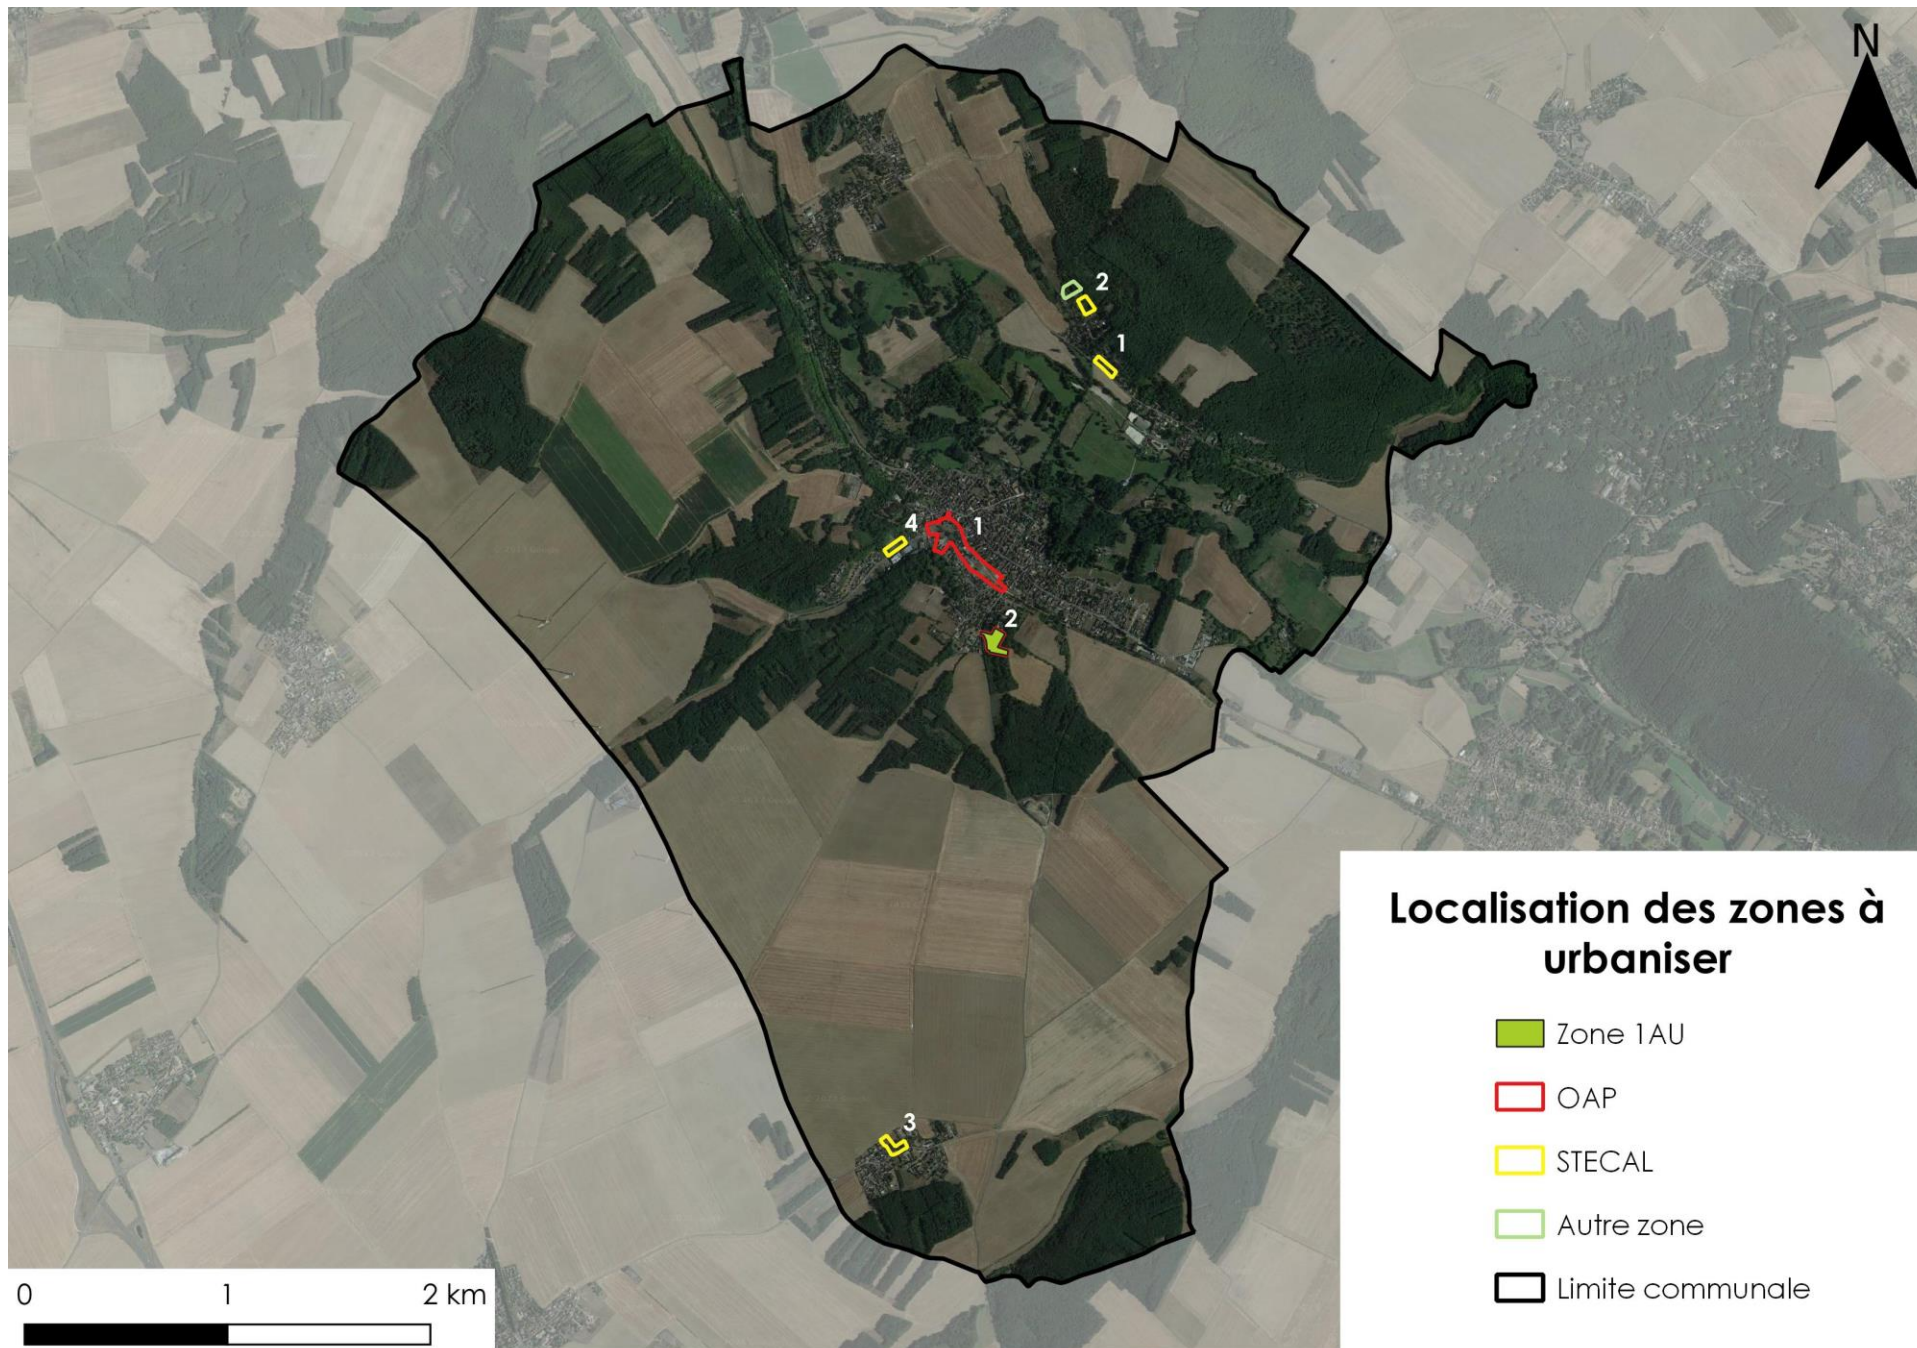 N
2
1
4
1
2
3
Localisation des zones à
urbaniser
Zone 1AU
OAP
STECAL
Autre zone
Limite communale
0 1 2 km